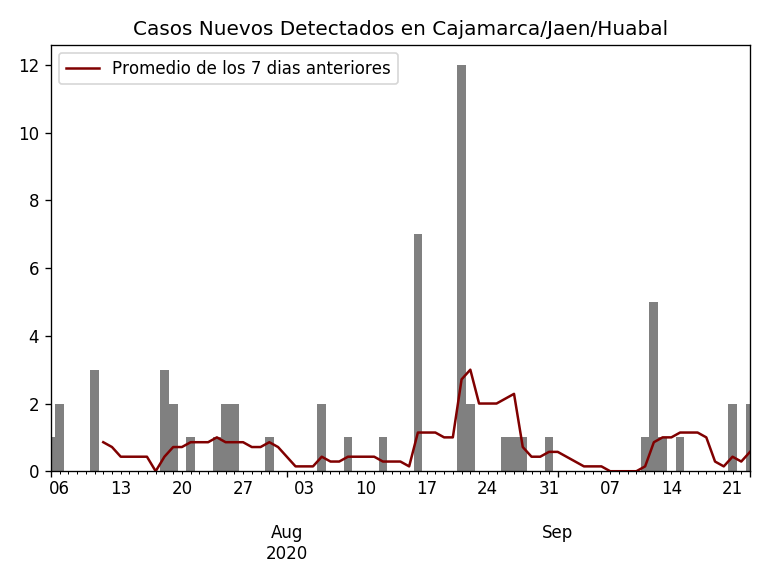 Casos Nuevos Detectados en Cajamarca/Jaen/Huabal
Promedio de los 7 dias anteriores
12
10
8
6
4
2
0
06 13 20 27 03 10 17 24 31 07 14 21
Aug Sep
2020